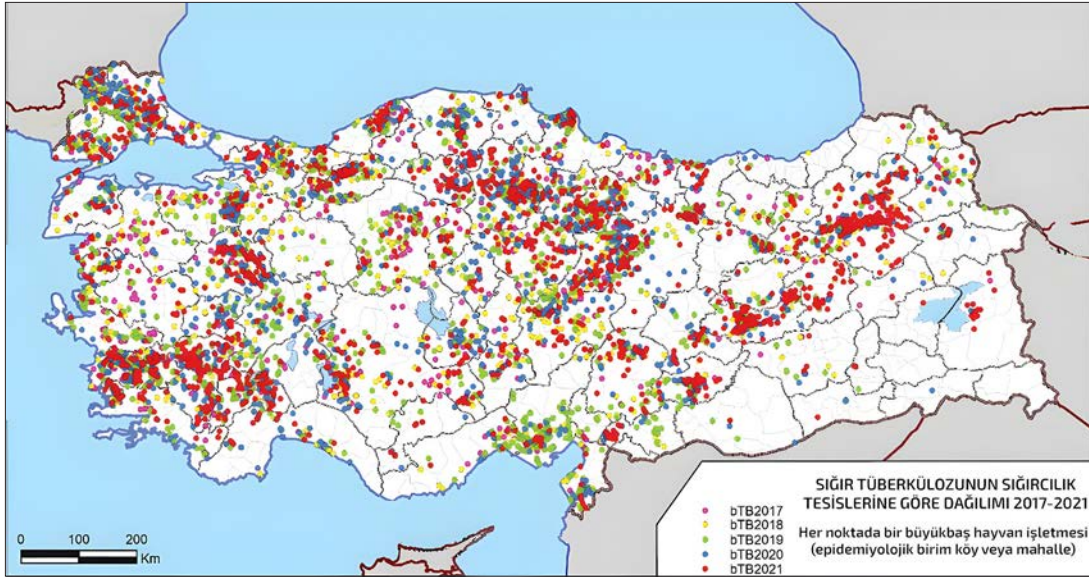 SIĞIR TÜBERKÜLOZUNUN SIĞIRCILIK
TESİSLERİNE GÖRE DAĞILIMI 2017-2021
Her noktada bir büyükbaş hayvan işletmesi
(epidemiyolojik birim köy veya mahalle)
bTB2017
bTB2018
bTB2019
bTB2020
bTB2021
0 100 200
Km